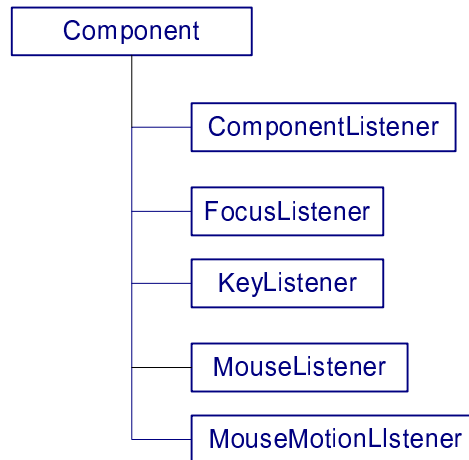 Component
ComponentListener
FocusListener
KeyListener
MouseListener
MouseMotionLIstener